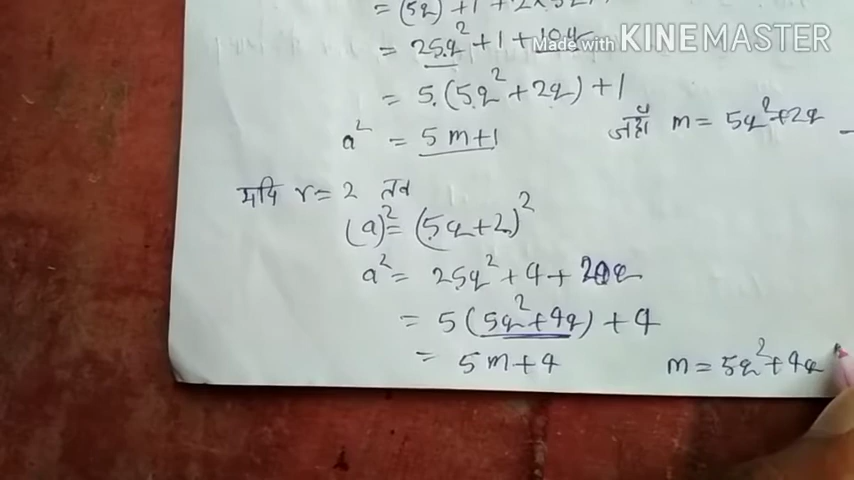 = 25q² + 1 + 10q
Made with KINEMASTER
= 5(5q² + 2q) + 1
a² = 5m+1 जहाँ m = 5q²+2q
यदि r = 2 तब
(a)² = (5q+2)²
a² = 25q² + 4 + 20q
= 5(5q²+4q) + 4
= 5m+4 m = 5q²+4q